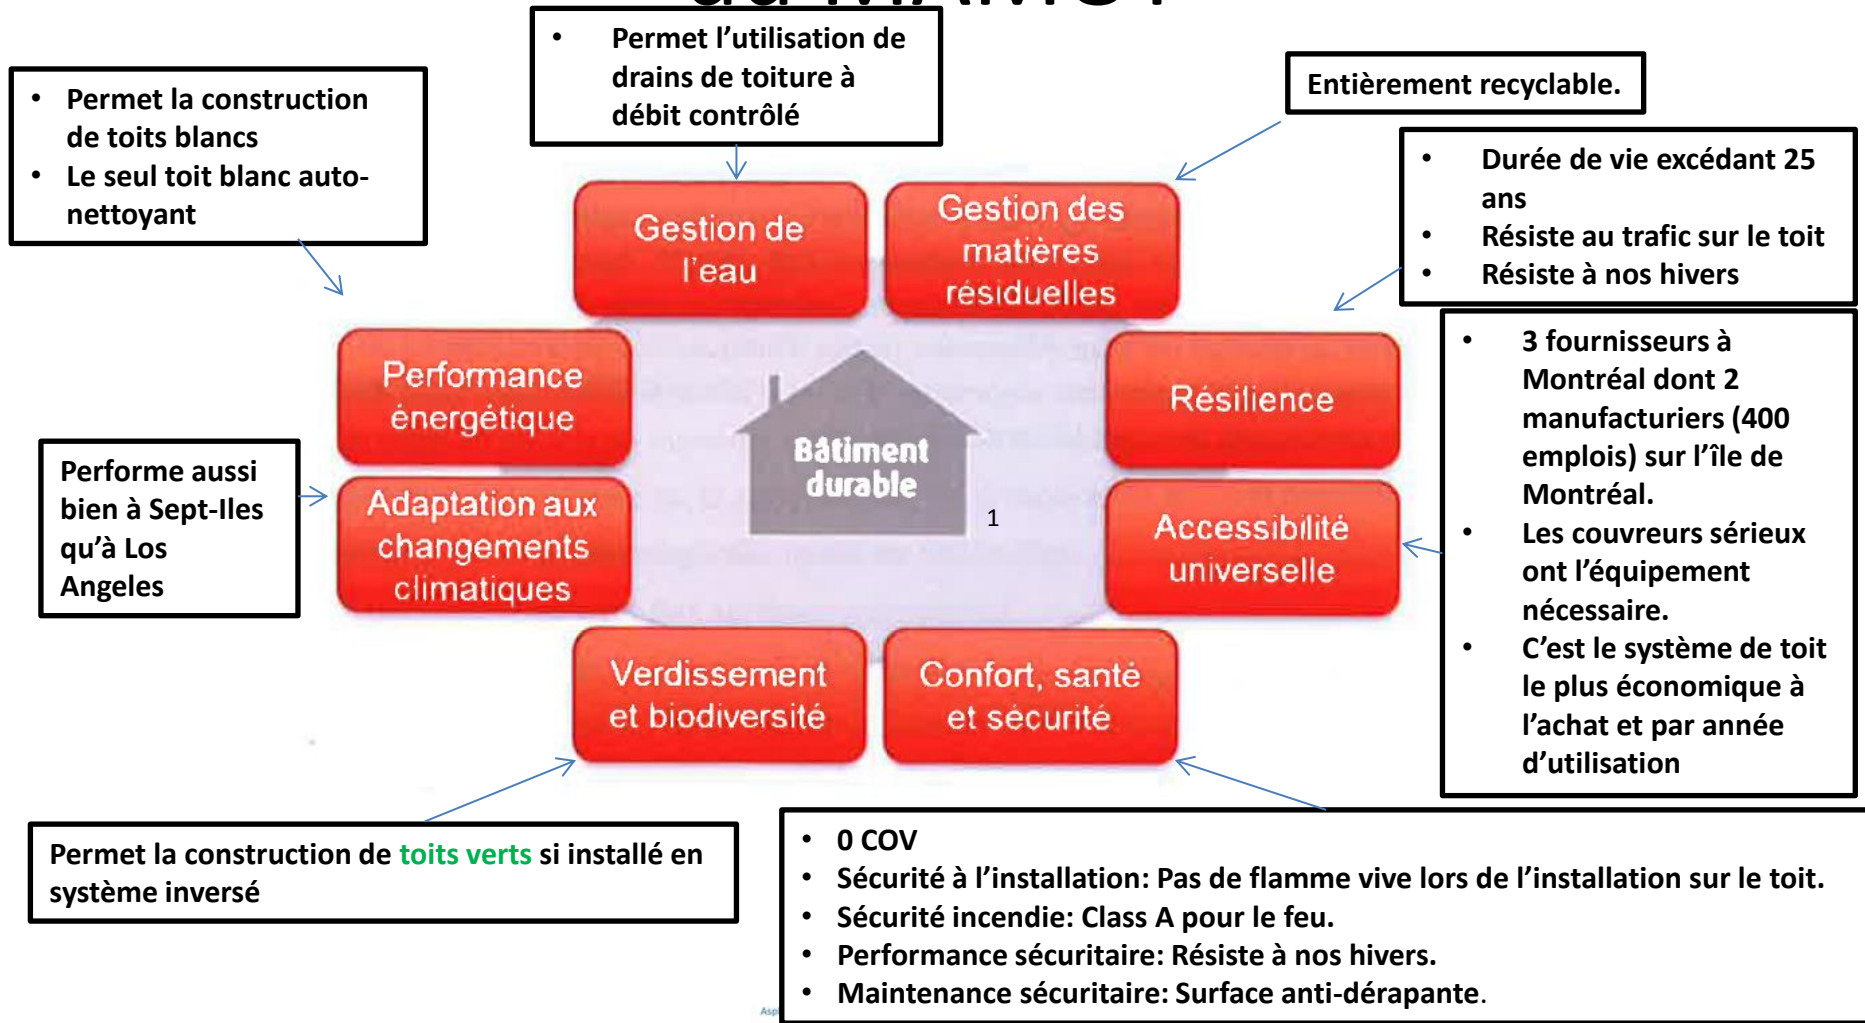 • Permet l’utilisation de
drains de toiture à
débit contrôlé
• Permet la construction
de toits blancs
• Le seul toit blanc auto-
nettoyant
Entièrement recyclable.
• Durée de vie excédant 25
ans
• Résiste au trafic sur le toit
• Résiste à nos hivers
Gestion de
l’eau
Gestion des
matières
résiduelles
Performance
énergétique
Résilience
• 3 fournisseurs à
Montréal dont 2
manufacturiers (400
emplois) sur l’île de
Montréal.
• Les couvreurs sérieux
ont l’équipement
nécessaire.
• C’est le système de toit
le plus économique à
l’achat et par année
d’utilisation
Bâtiment
durable
1
Performe aussi
bien à Sept-Iles
qu’à Los
Angeles
Adaptation aux
changements
climatiques
Accessibilité
universelle
Verdissement
et biodiversité
Confort, santé
et sécurité
Permet la construction de toits verts si installé en
système inversé
• 0 COV
• Sécurité à l’installation: Pas de flamme vive lors de l’installation sur le toit.
• Sécurité incendie: Class A pour le feu.
• Performance sécuritaire: Résiste à nos hivers.
• Maintenance sécuritaire: Surface anti-dérapante.